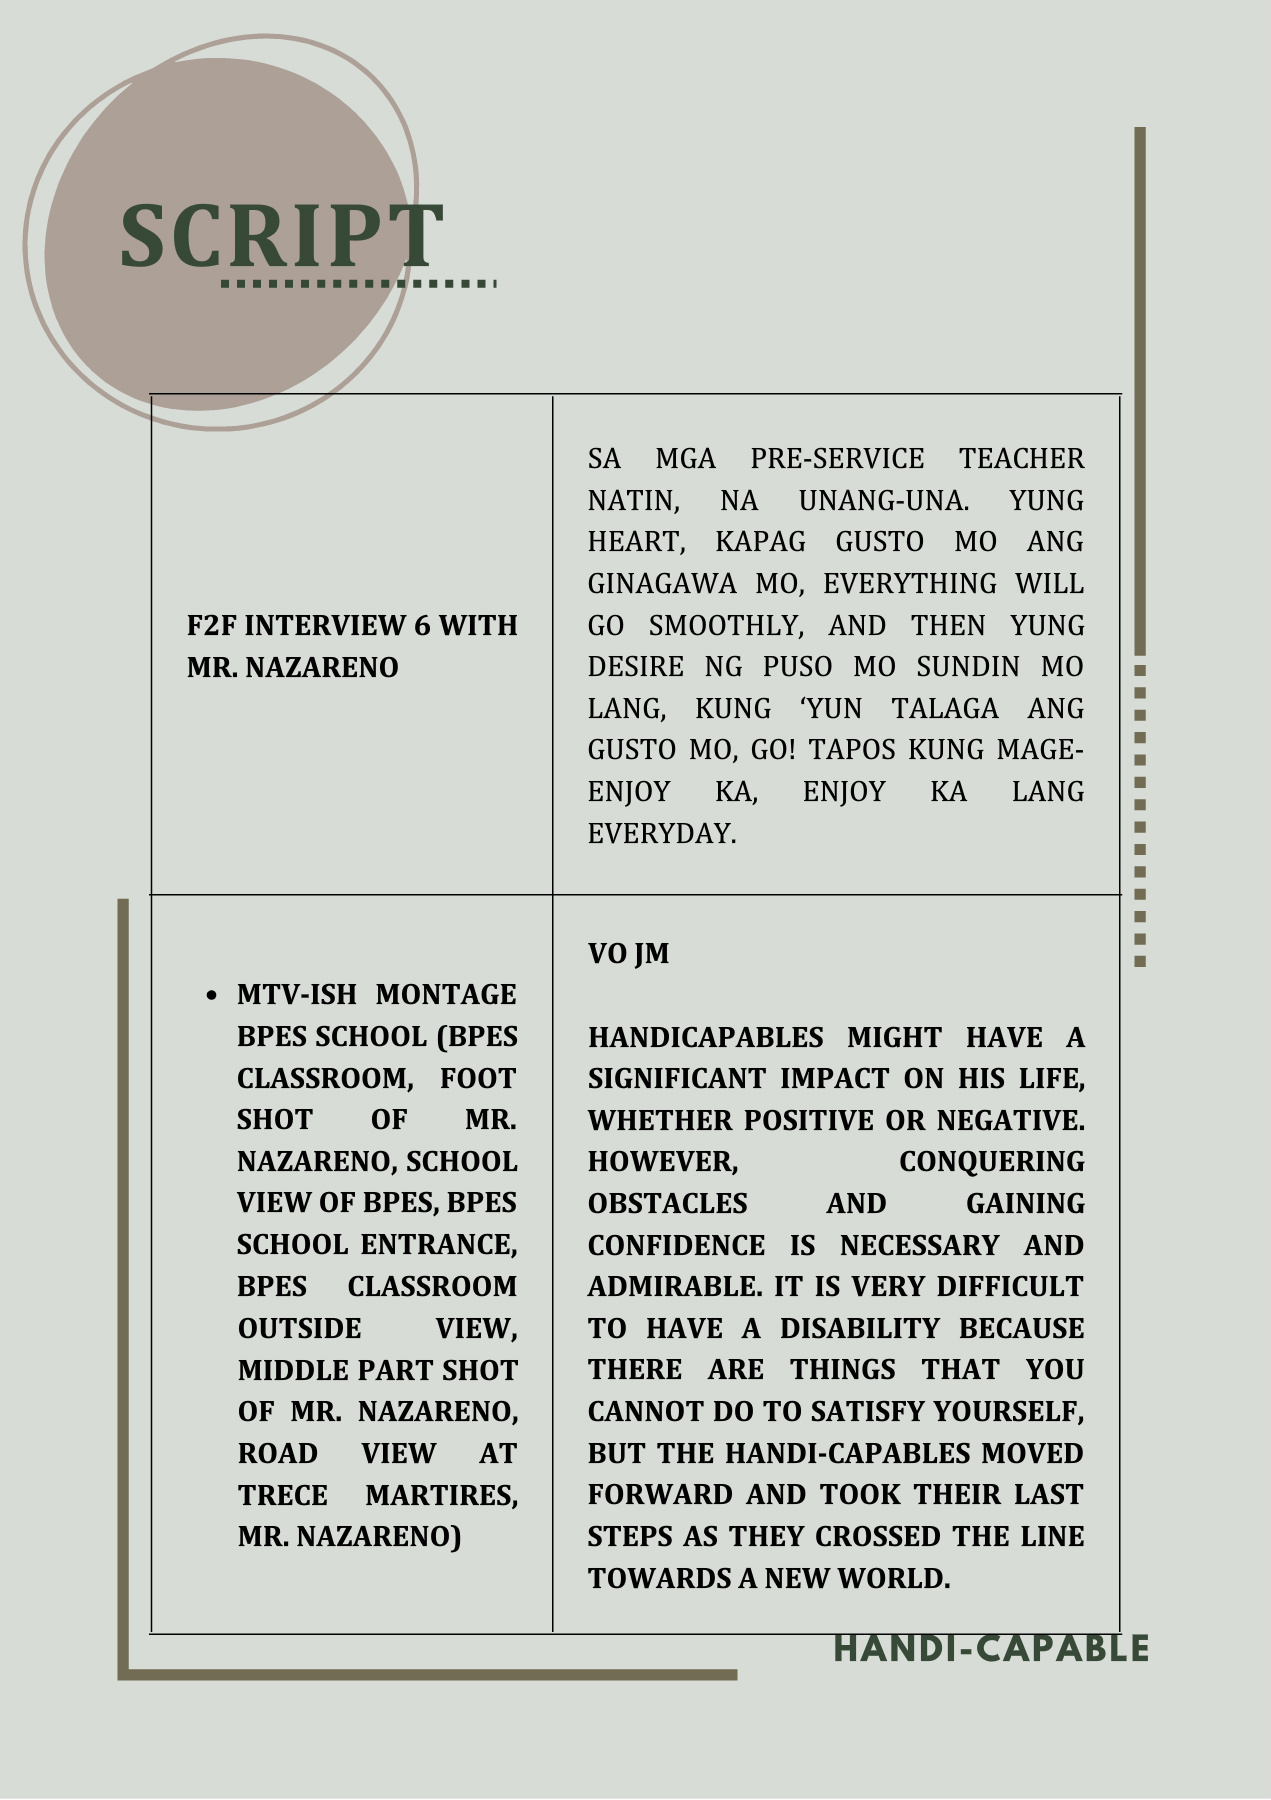 SCRIPT
F2F INTERVIEW 6 WITH
MR. NAZARENO
SA MGA PRE-SERVICE TEACHER
NATIN, NA UNANG-UNA. YUNG
HEART, KAPAG GUSTO MO ANG
GINAGAWA MO, EVERYTHING WILL
GO SMOOTHLY, AND THEN YUNG
DESIRE NG PUSO MO SUNDIN MO
LANG, KUNG ‘YUN TALAGA ANG
GUSTO MO, GO! TAPOS KUNG MAGE-
ENJOY KA, ENJOY KA LANG
EVERYDAY.
• MTV-ISH MONTAGE
BPES SCHOOL (BPES
CLASSROOM, FOOT
SHOT OF MR.
NAZARENO, SCHOOL
VIEW OF BPES, BPES
SCHOOL ENTRANCE,
BPES CLASSROOM
OUTSIDE VIEW,
MIDDLE PART SHOT
OF MR. NAZARENO,
ROAD VIEW AT
TRECE MARTIRES,
MR. NAZARENO)
VO JM
HANDICAPABLES MIGHT HAVE A
SIGNIFICANT IMPACT ON HIS LIFE,
WHETHER POSITIVE OR NEGATIVE.
HOWEVER, CONQUERING
OBSTACLES AND GAINING
CONFIDENCE IS NECESSARY AND
ADMIRABLE. IT IS VERY DIFFICULT
TO HAVE A DISABILITY BECAUSE
THERE ARE THINGS THAT YOU
CANNOT DO TO SATISFY YOURSELF,
BUT THE HANDI-CAPABLES MOVED
FORWARD AND TOOK THEIR LAST
STEPS AS THEY CROSSED THE LINE
TOWARDS A NEW WORLD.
HANDI-CAPABLE